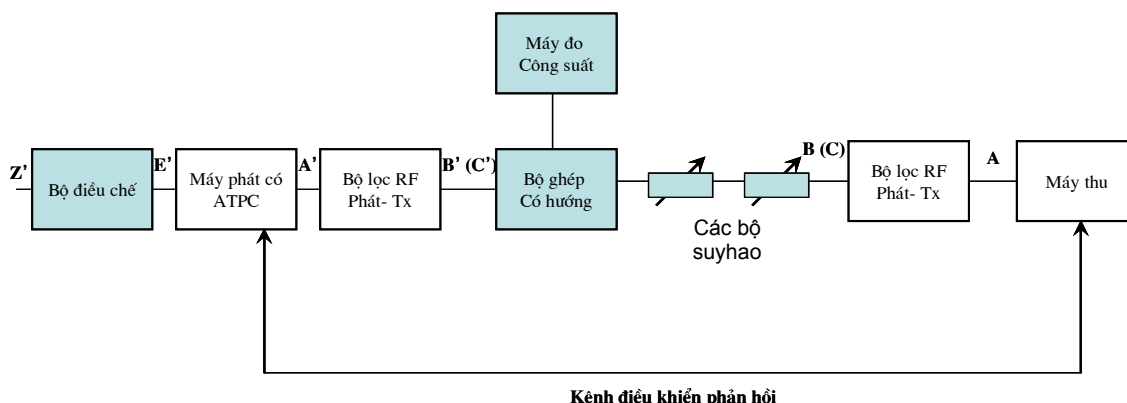 Máy đo
Công suất
Z'
Bộ điều chế
E'
Máy phát có
ATPC
A'
Bộ lọc RF
Phát- Tx
B' (C')
Bộ ghép
Có hướng
Các bộ
suyhao
B (C)
Bộ lọc RF
Phát- Tx
A
Máy thu
Kênh điều khiển phản hồi